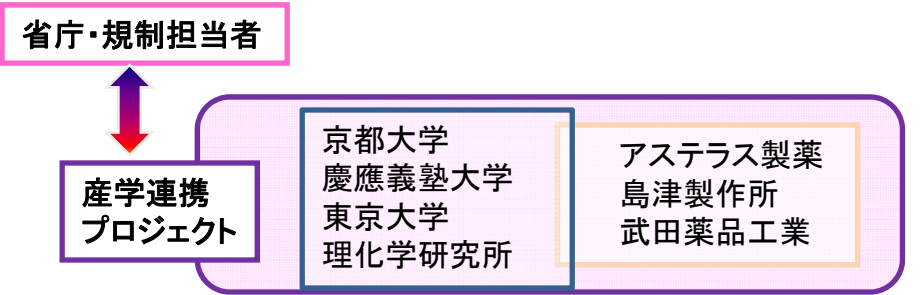 省庁・規制担当者
産学連携
プロジェクト
京都大学
慶應義塾大学
東京大学
理化学研究所
アステラス製薬
島津製作所
武田薬品工業